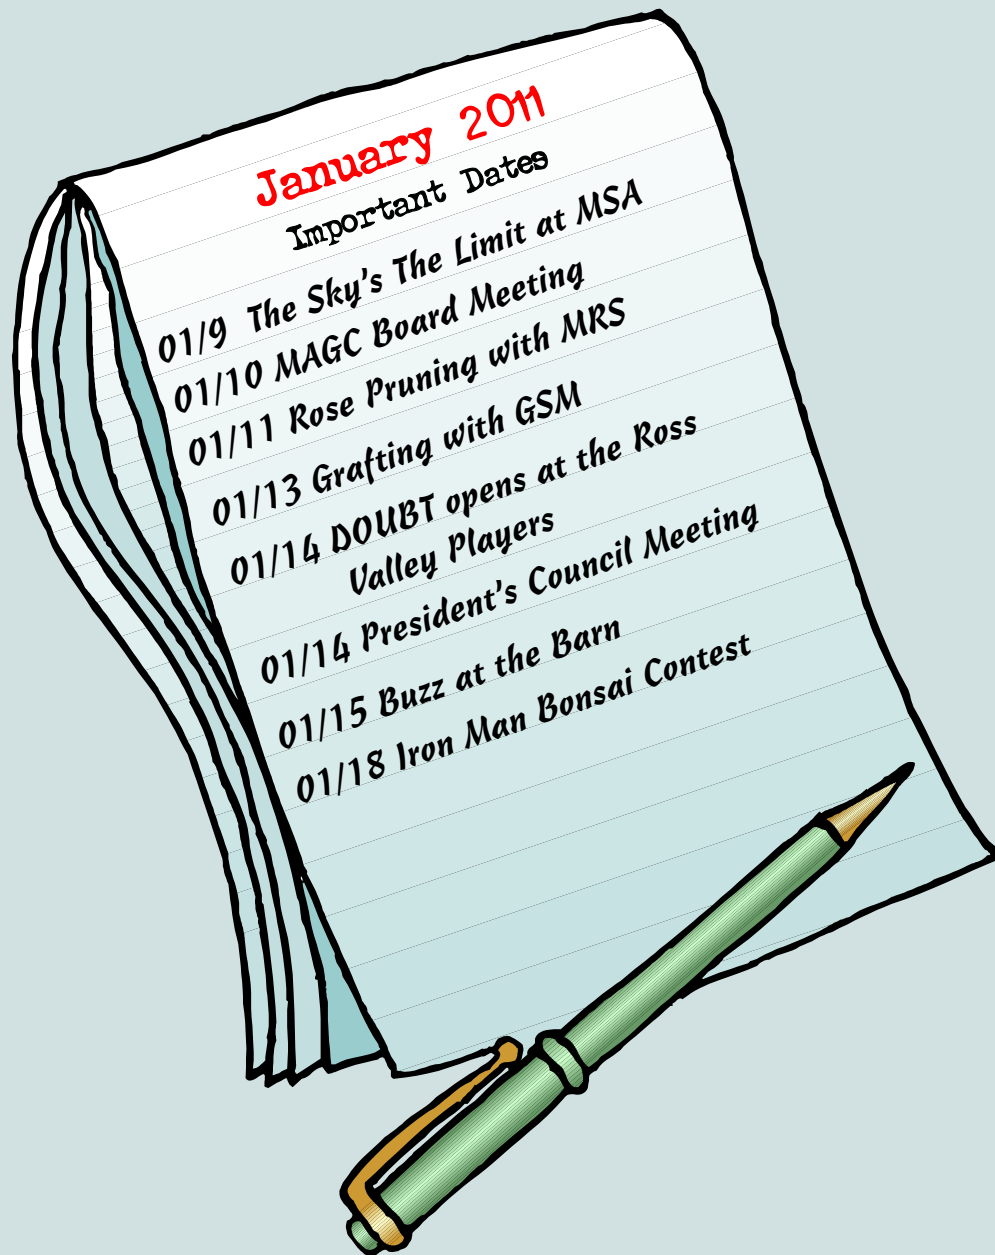 January 2011
Important Dates
01/9 The Sky's The Limit at MSA
01/10 MAGC Board Meeting
01/11 Rose Pruning with MRS
01/13 Grafting with GSM
01/14 DOUBT opens at the Ross
Valley Players
01/14 President's Council Meeting
01/15 Buzz at the Barn
01/18 Iron Man Bonsai Contest